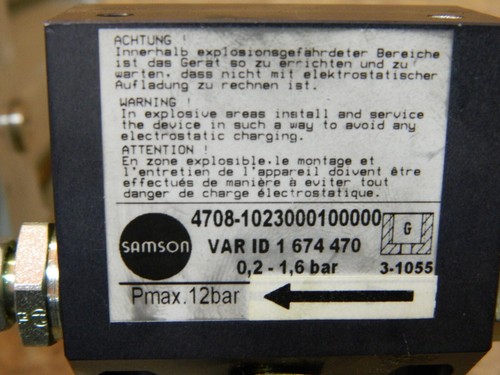 ACHTUNG !
Innerhalb explosionsgefährdeter Bereiche
ist das Gerät so zu errichten und zu
warten, dass nicht mit elektrostatischer
Aufladung zu rechnen ist.
WARNING !
In explosive areas install and service
the device in such a way to avoid any
electrostatic charging.
ATTENTION !
En zone explosible.le montage et
l'entretien de l'appareil doivent être
effectués de manière à eviter tout
danger de charge électrostatique.
samson
4708-1023000100000
VAR ID 1 674 470
0,2 - 1,6 bar
G
3-1055
Pmax.12bar